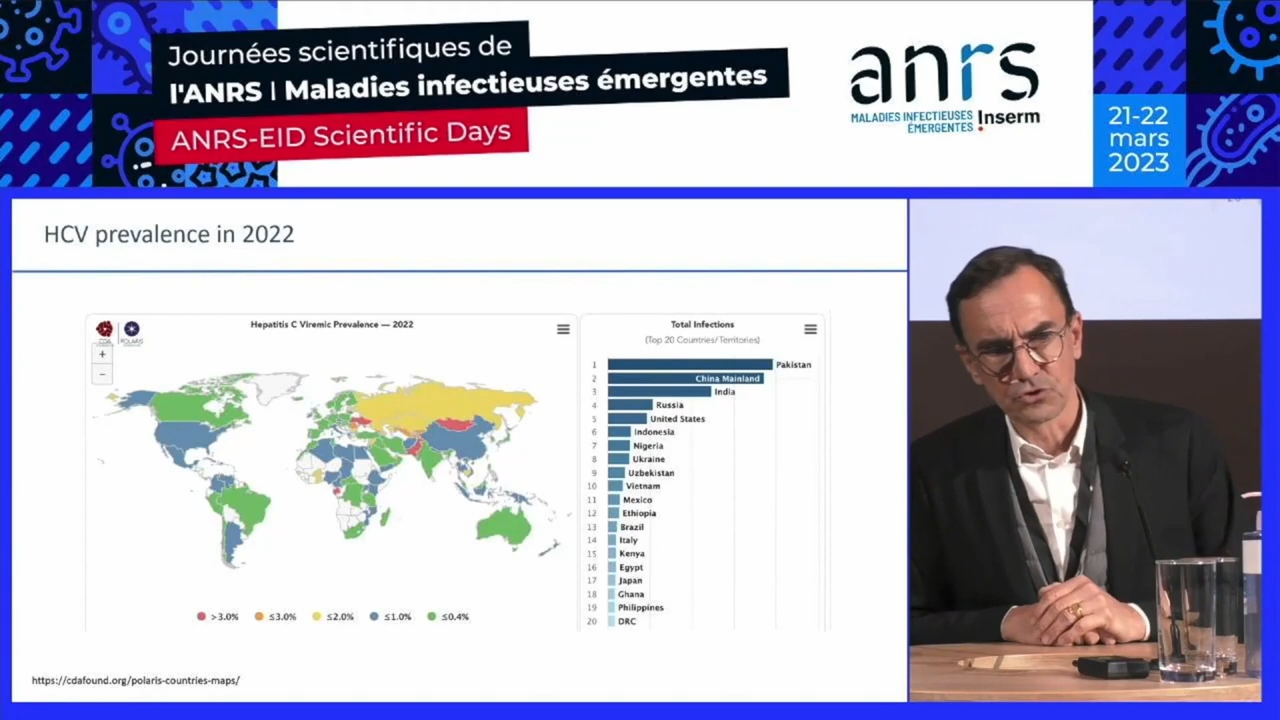 Journées scientifiques de
l'ANRS | Maladies infectieuses émergentes
ANRS-EID Scientific Days
anrs
MALADIES INFECTIEUSES
ÉMERGENTES
Inserm
21-22
mars
2023
HCV prevalence in 2022
Hepatitis C Viremic Prevalence — 2022
CDA
POLARIS
+
−
>3.0%
≤3.0%
≤2.0%
≤1.0%
≤0.4%
Total Infections
(Top 20 Countries/Territories)
1 Pakistan
2 China Mainland
3 India
4 Russia
5 United States
6 Indonesia
7 Nigeria
8 Ukraine
9 Uzbekistan
10 Vietnam
11 Mexico
12 Ethiopia
13 Brazil
14 Italy
15 Kenya
16 Egypt
17 Japan
18 Ghana
19 Philippines
20 DRC
https://cdafound.org/polaris-countries-maps/